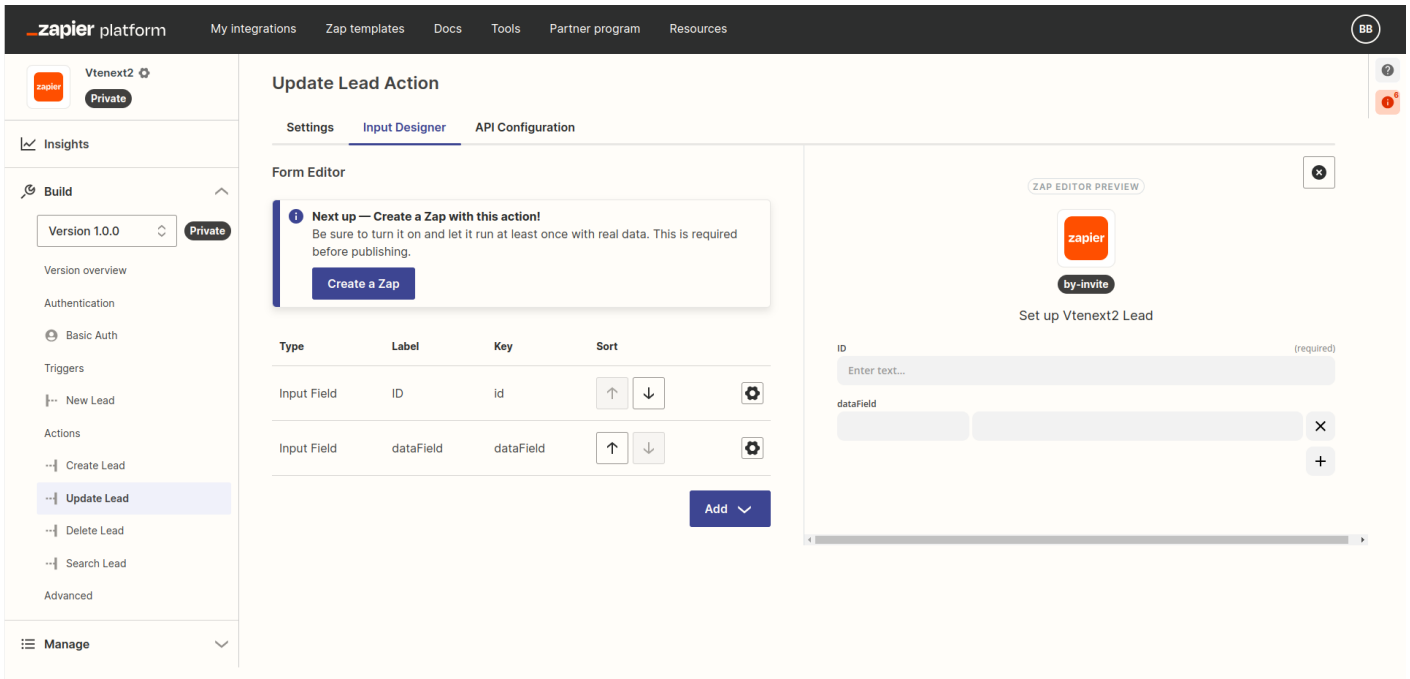 zapier platform My integrations Zap templates Docs Tools Partner program Resources BB
zapier
Vtenext2
Private
Insights
Build
Version 1.0.0 Private
Version overview
Authentication
Basic Auth
Triggers
New Lead
Actions
Create Lead
Update Lead
Delete Lead
Search Lead
Advanced
Manage
Update Lead Action
Settings Input Designer API Configuration
Form Editor
Next up — Create a Zap with this action!
Be sure to turn it on and let it run at least once with real data. This is required
before publishing.
Create a Zap
Type Label Key Sort
Input Field ID id
Input Field dataField dataField
Add
ZAP EDITOR PREVIEW
zapier
by-invite
Set up Vtenext2 Lead
ID (required)
Enter text...
dataField
6